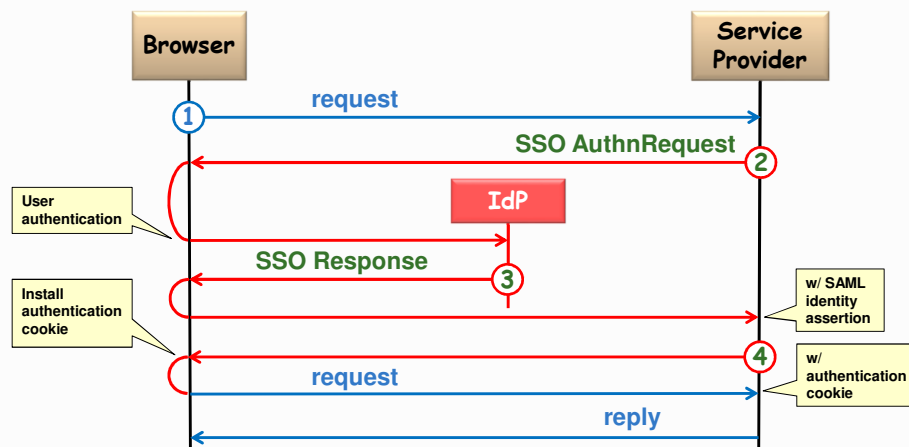 Browser
Service
Provider
1
request
SSO AuthnRequest
2
User
authentication
IdP
SSO Response
3
Install
authentication
cookie
w/ SAML
identity
assertion
4
request
w/
authentication
cookie
reply